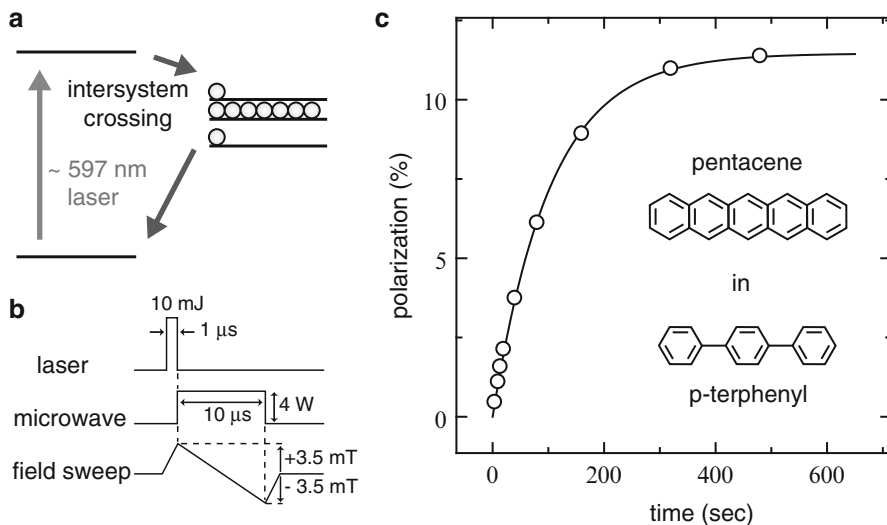 a
intersystem
crossing
~ 597 nm
laser
b
10 mJ
1 μs
laser
microwave
10 μs
4 W
field sweep
+3.5 mT
- 3.5 mT
c
polarization (%)
10
5
0
0
200
400
600
time (sec)
pentacene
in
p-terphenyl